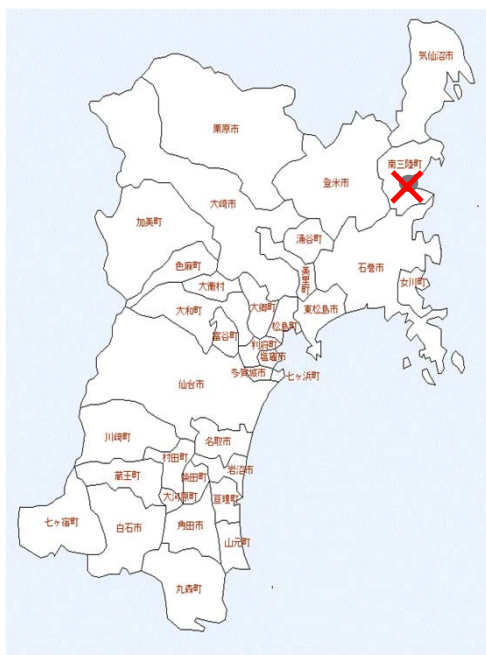 気仙沼市
栗原市
南三陸町
登米市
大崎市
加美町
涌谷町
色麻町
美里町
石巻市
女川町
大衡村
大和町
大郷町
東松島市
松島町
富谷町
利府町
塩竈市
多賀城市
七ヶ浜町
仙台市
川崎町
名取市
村田町
岩沼市
蔵王町
柴田町
大河原町
亘理町
七ヶ宿町
白石市
角田市
山元町
丸森町